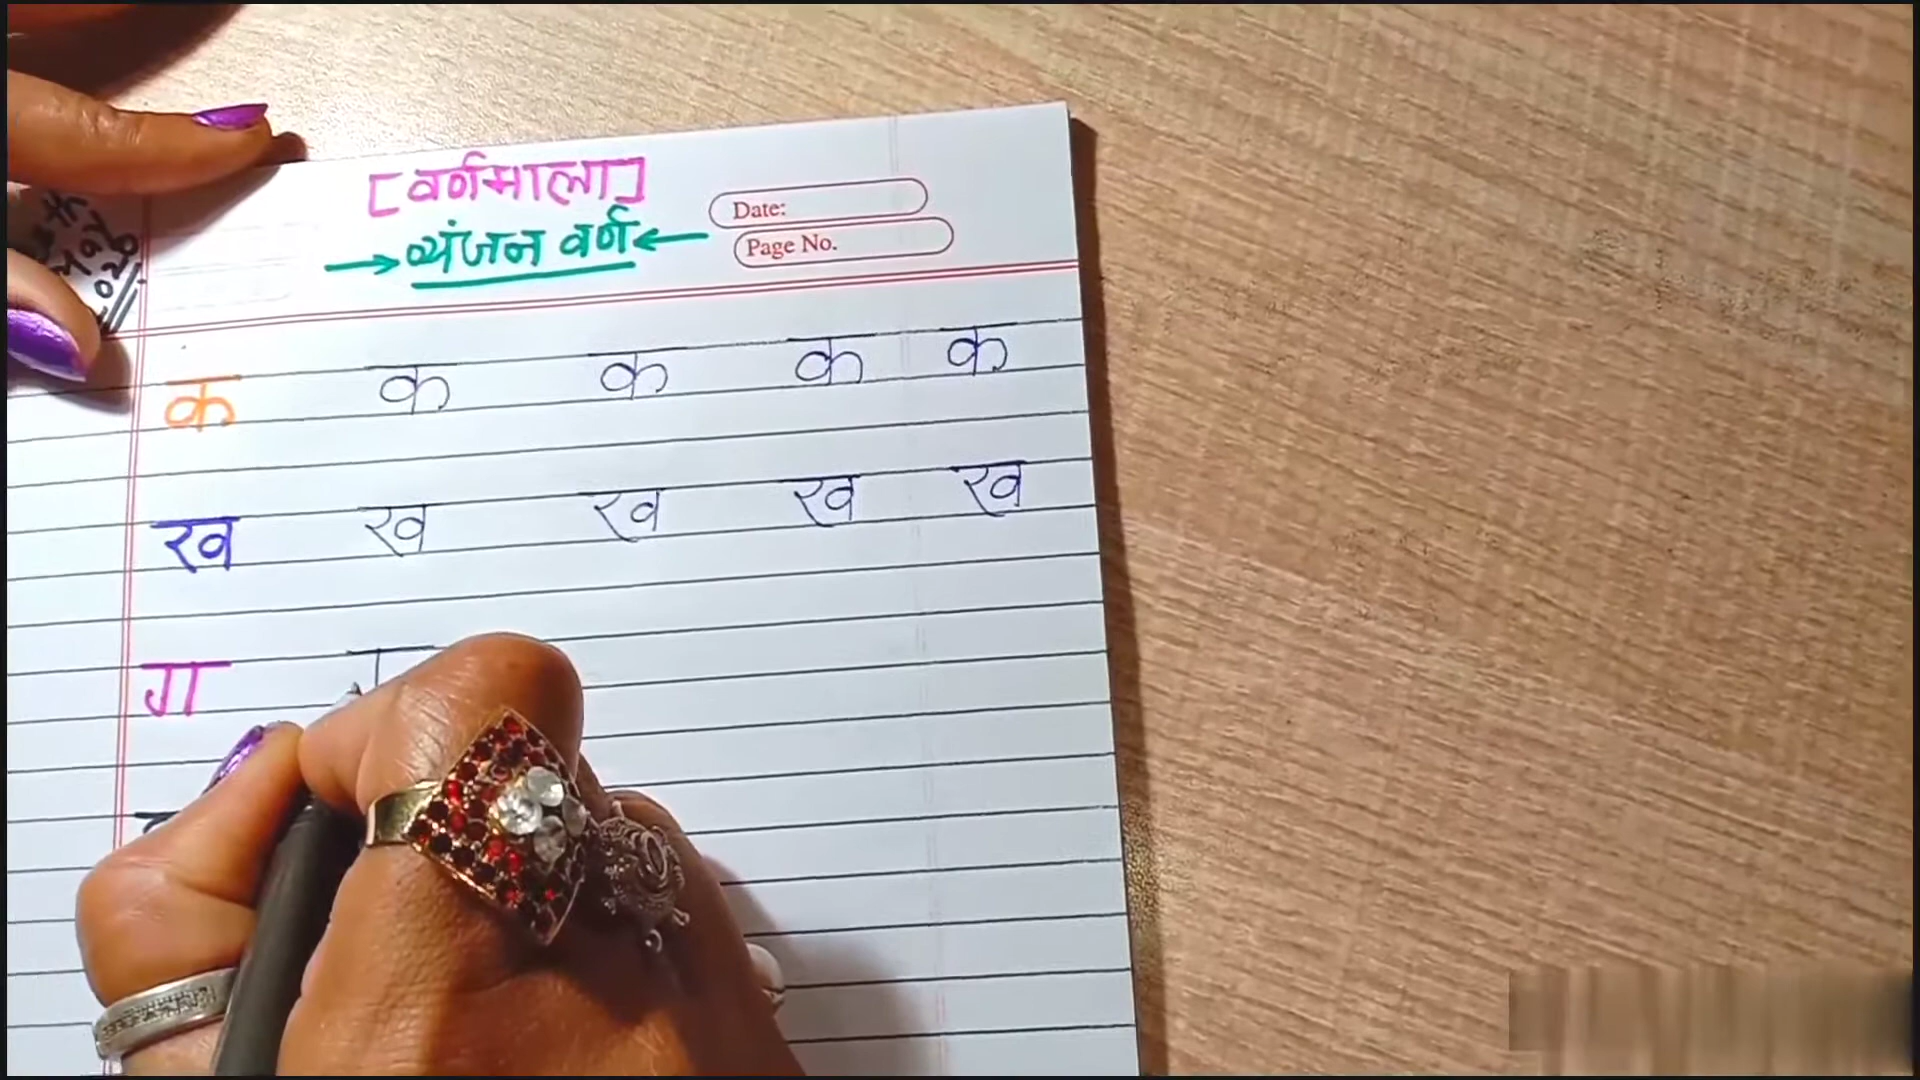 [वर्णमाला]
→ व्यंजन वर्ण ←
Date:
Page No.
क क क क क
ख ख ख ख ख
ग